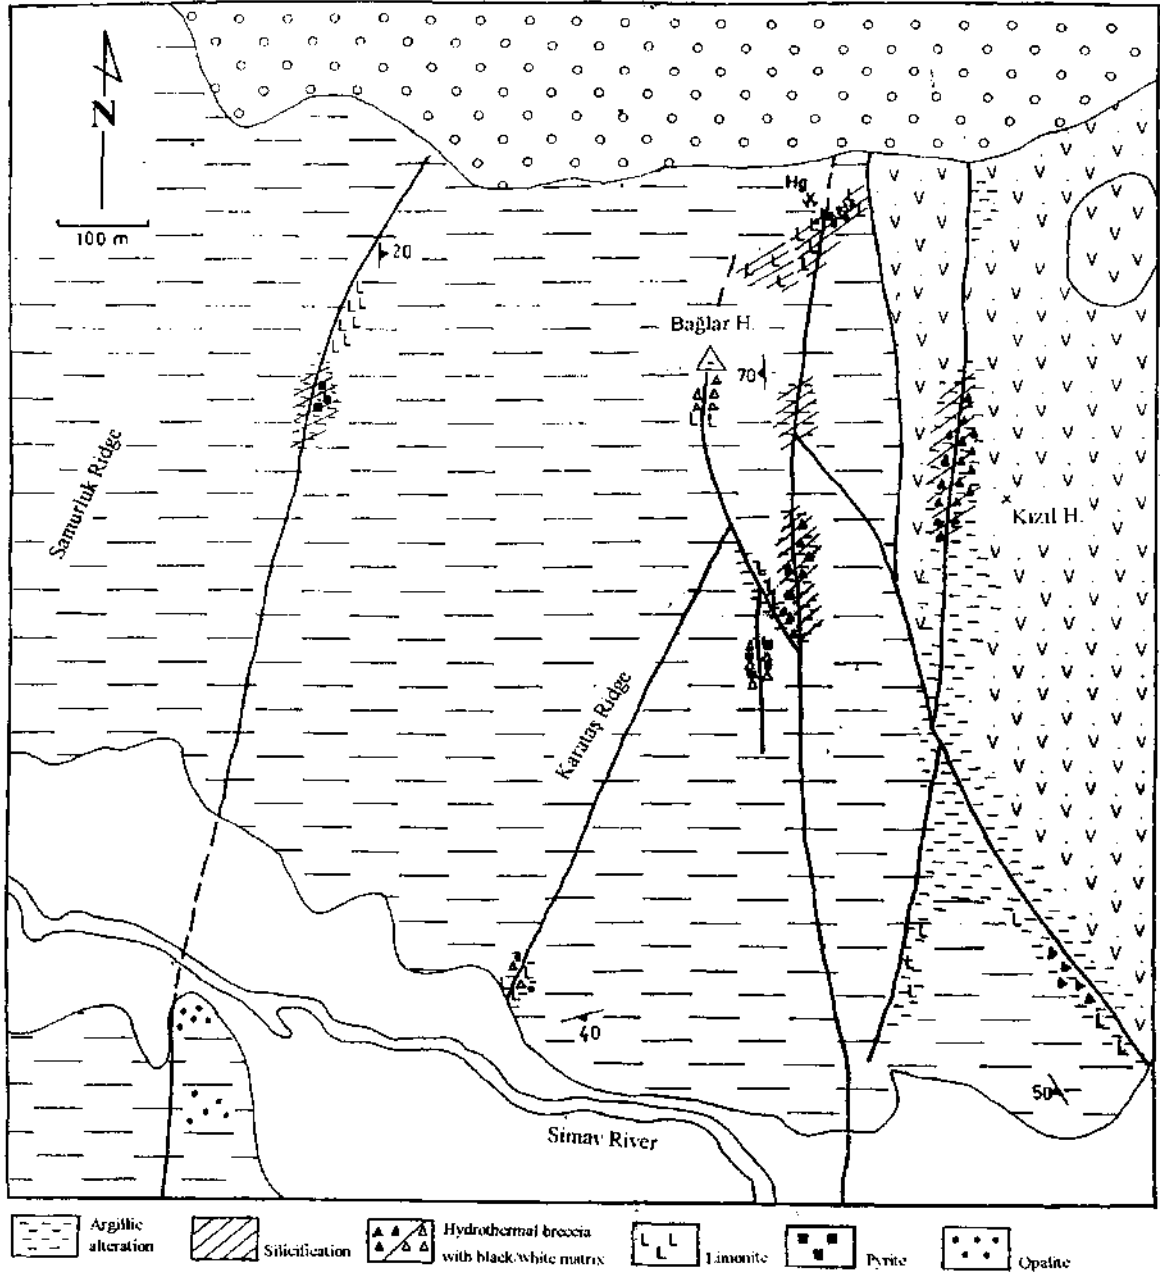 N
100 m
20
Hg
Bağlar H.
70
Samurluk Ridge
Kızıl H.
Karataş Ridge
40
50
Simav River
Argillic
alteration
Silicification
Hydrothermal breccia
with black/white matrix
Limonite
Pyrite
Opalite